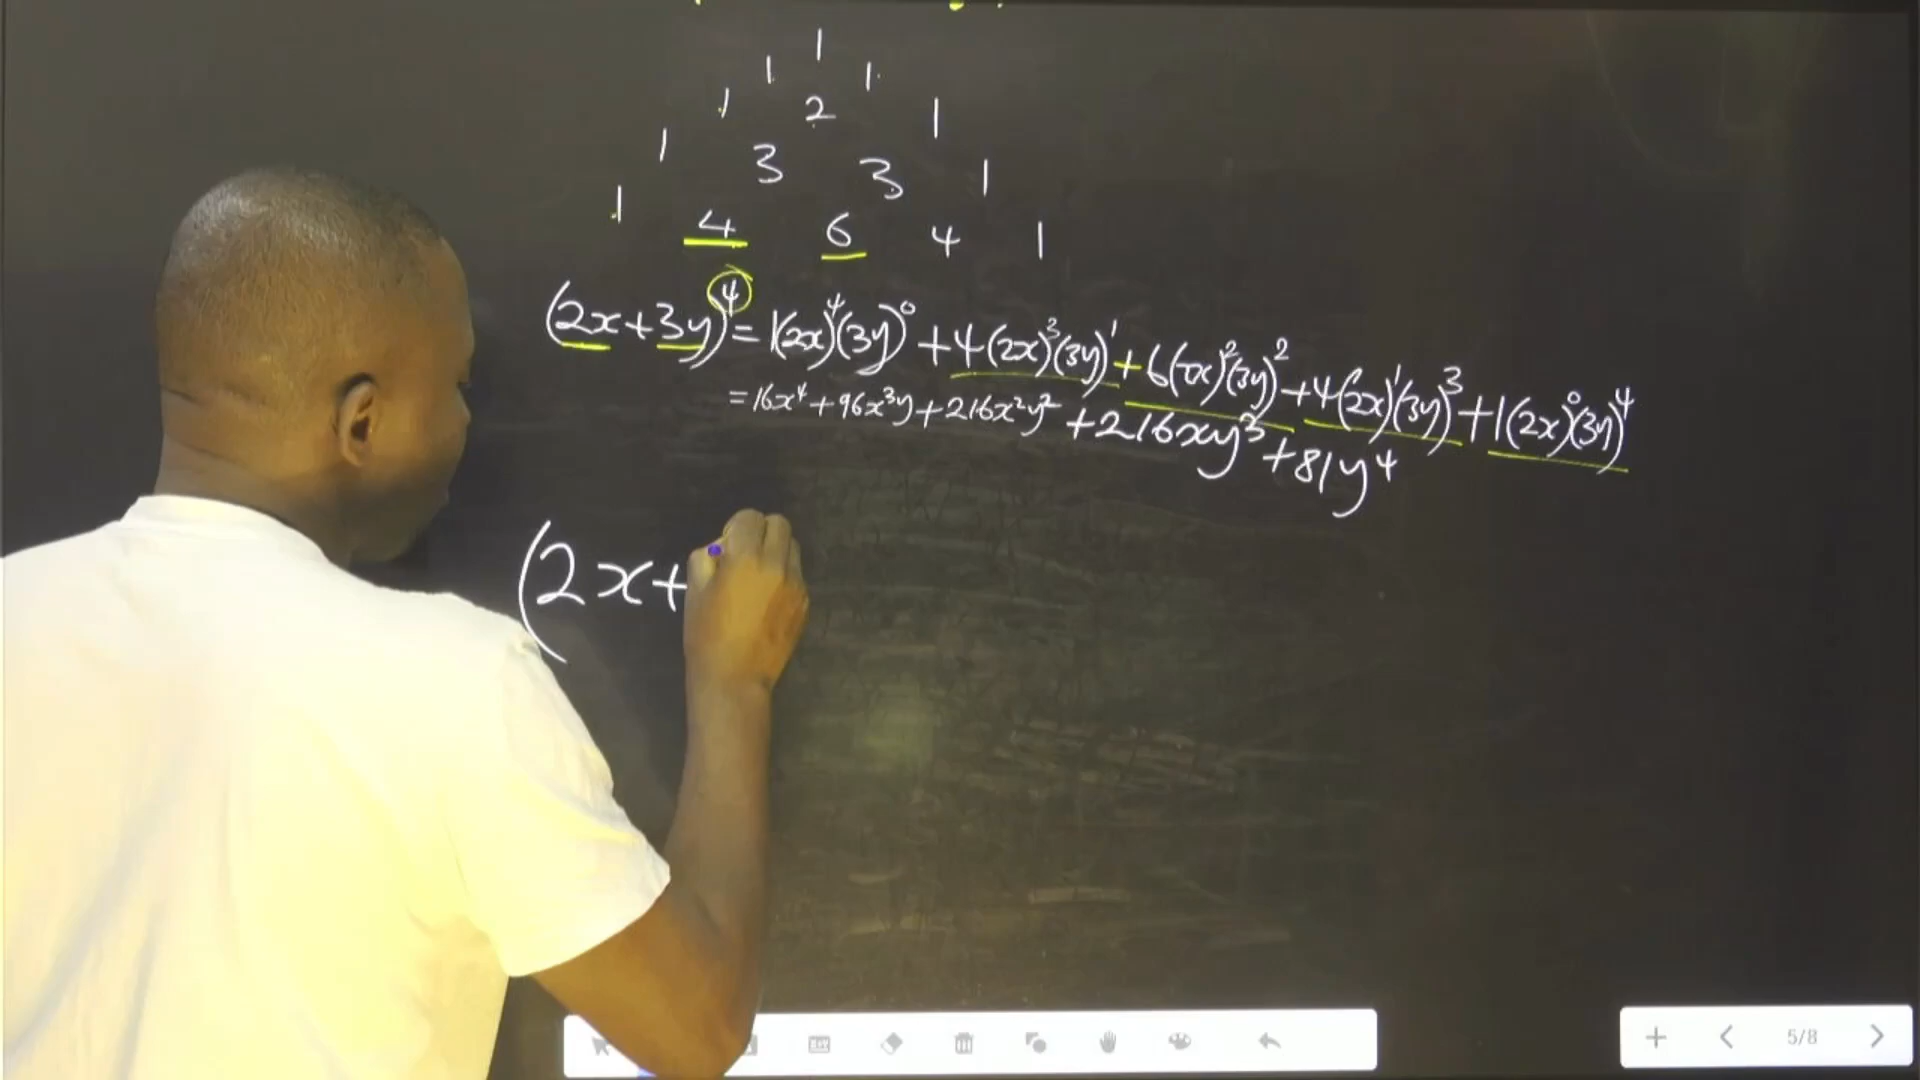 1
1 1
1 2 1
1 3 3 1
1 4 6 4 1
(2x+3y)⁴ = 1(2x)⁴(3y)⁰ + 4(2x)³(3y)¹ + 6(2x)²(3y)² + 4(2x)¹(3y)³ + 1(2x)⁰(3y)⁴
= 16x⁴ + 96x³y + 216x²y² + 216xy³ + 81y⁴
(2x+
5/8